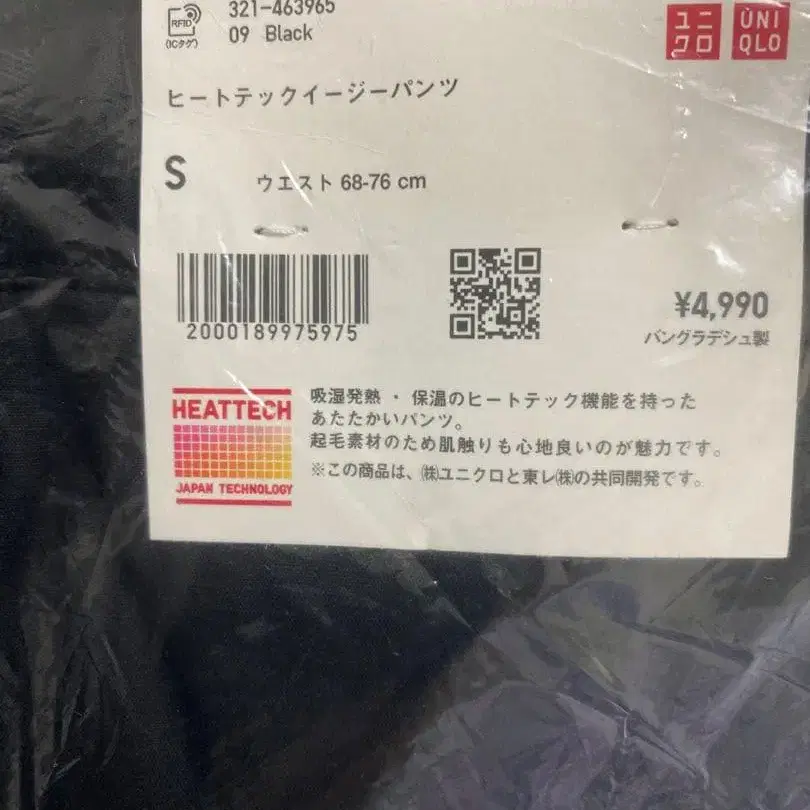 321-463965
RFID
(ICタグ)
09 Black
ユニ
クロ
UNI
QLO
ヒートテックイージーパンツ
S
ウエスト 68-76 cm
2000189975975
¥4,990
バングラデシュ製
HEATTECH
JAPAN TECHNOLOGY
吸湿発熱・保温のヒートテック機能を持った
あたたかいパンツ。
起毛素材のため肌触りも心地良いのが魅力です。
※この商品は、㈱ユニクロと東レ㈱の共同開発です。